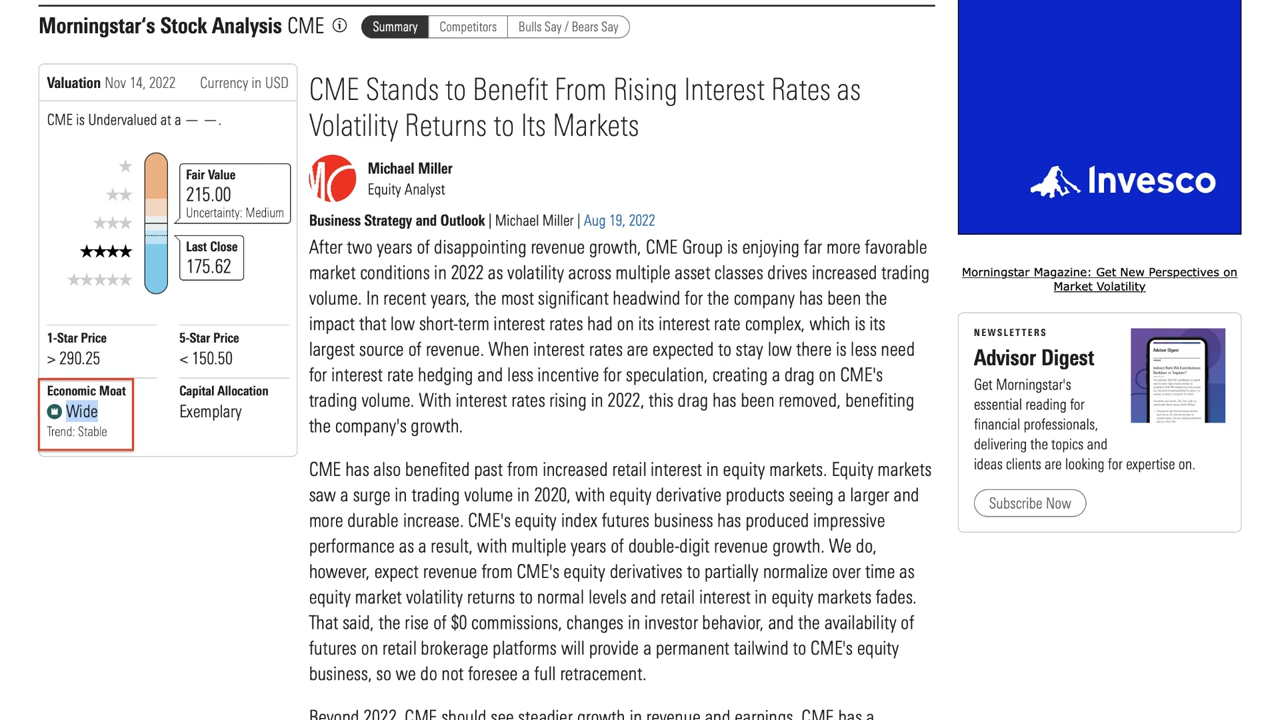 Morningstar's Stock Analysis CME
Summary
Competitors
Bulls Say / Bears Say
Valuation Nov 14, 2022
Currency in USD
CME is Undervalued at a — —.
Fair Value
215.00
Uncertainty: Medium
Last Close
175.62
1-Star Price
> 290.25
5-Star Price
< 150.50
Economic Moat
Wide
Trend: Stable
Capital Allocation
Exemplary
CME Stands to Benefit From Rising Interest Rates as
Volatility Returns to Its Markets
Michael Miller
Equity Analyst
Business Strategy and Outlook | Michael Miller | Aug 19, 2022
After two years of disappointing revenue growth, CME Group is enjoying far more favorable
market conditions in 2022 as volatility across multiple asset classes drives increased trading
volume. In recent years, the most significant headwind for the company has been the
impact that low short-term interest rates had on its interest rate complex, which is its
largest source of revenue. When interest rates are expected to stay low there is less need
for interest rate hedging and less incentive for speculation, creating a drag on CME's
trading volume. With interest rates rising in 2022, this drag has been removed, benefiting
the company's growth.
CME has also benefited past from increased retail interest in equity markets. Equity markets
saw a surge in trading volume in 2020, with equity derivative products seeing a larger and
more durable increase. CME's equity index futures business has produced impressive
performance as a result, with multiple years of double-digit revenue growth. We do,
however, expect revenue from CME's equity derivatives to partially normalize over time as
equity market volatility returns to normal levels and retail interest in equity markets fades.
That said, the rise of $0 commissions, changes in investor behavior, and the availability of
futures on retail brokerage platforms will provide a permanent tailwind to CME's equity
business, so we do not foresee a full retracement.
Beyond 2022, CME should see steadier growth in revenue and earnings. CME has a
Invesco
Morningstar Magazine: Get New Perspectives on
Market Volatility
NEWSLETTERS
Advisor Digest
Get Morningstar's
essential reading for
financial professionals,
delivering the topics and
ideas clients are looking for expertise on.
Subscribe Now
Advisor Digest